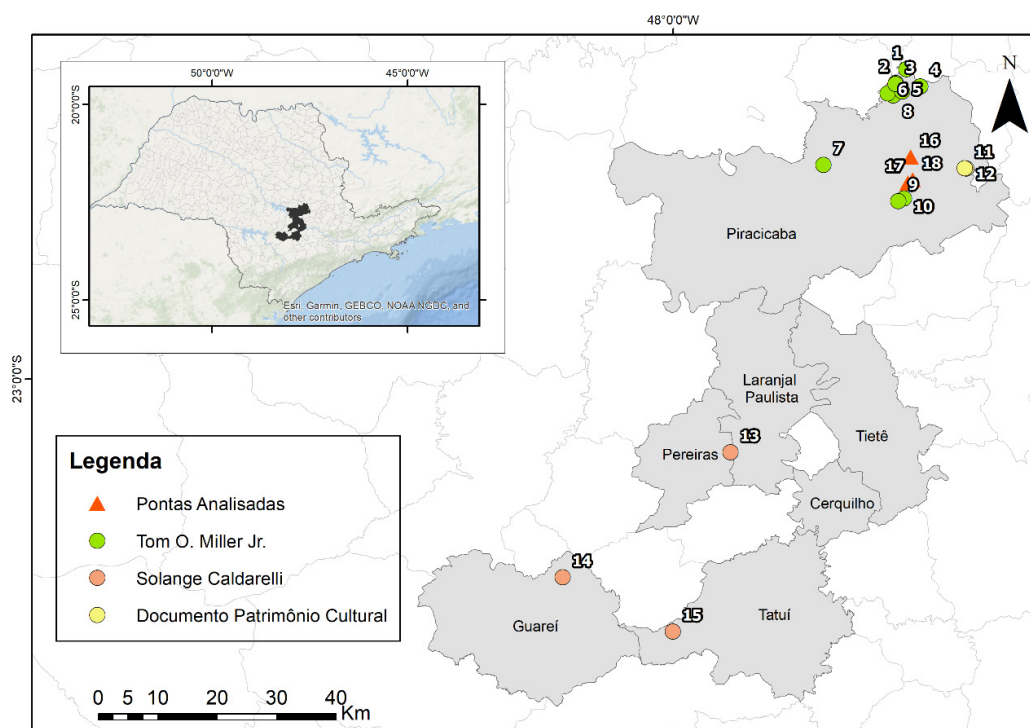 48°0'0"W
50°0'0"W
45°0'0"W
20°0'0"S
25°0'0"S
Esri, Garmin, GEBCO, NOAA NGDC, and
other contributors
N
1
2
3
4
6
5
8
7
16
17
18
11
12
9
10
Piracicaba
23°0'0"S
Laranjal
Paulista
13
Pereiras
Tietê
Cerquilho
14
Guareí
15
Tatuí
Legenda
Pontas Analisadas
Tom O. Miller Jr.
Solange Caldarelli
Documento Patrimônio Cultural
0 5 10 20 30 40
Km